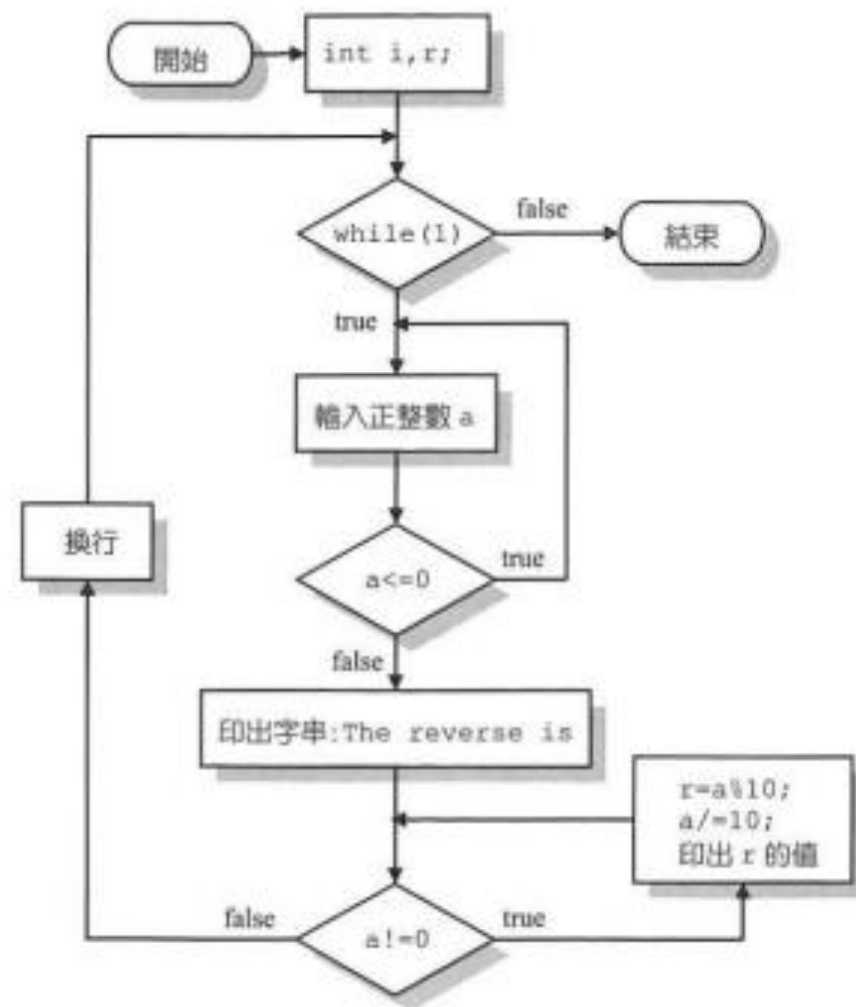 開始
int i,r;
while(1)
false
結束
true
輸入正整數 a
換行
a<=0
true
false
印出字串:The reverse is
r=a%10;
a/=10;
印出 r 的值
false
a!=0
true